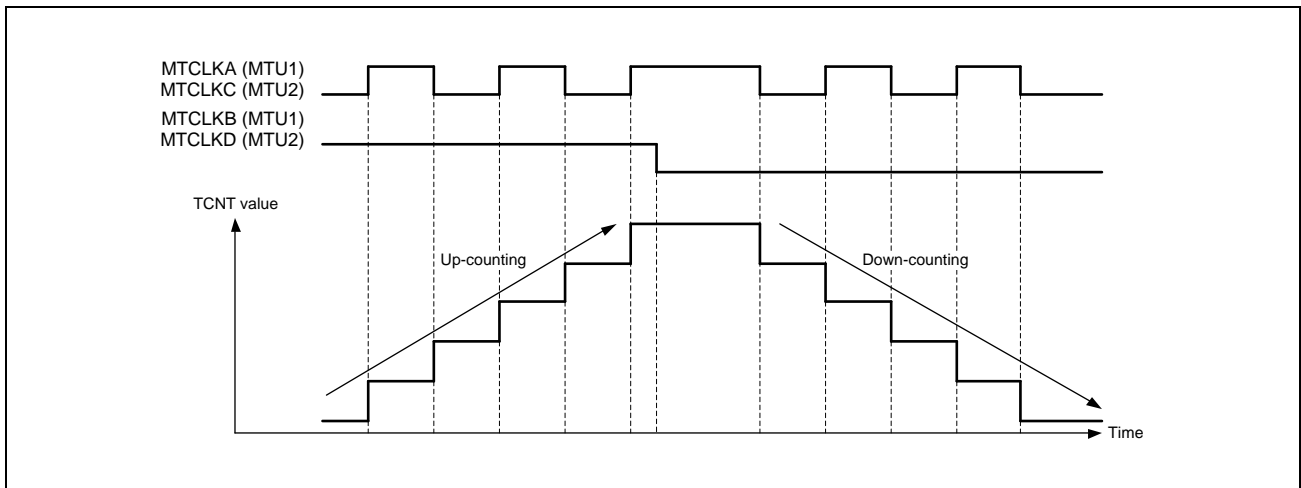 MTCLKA (MTU1)
MTCLKC (MTU2)
MTCLKB (MTU1)
MTCLKD (MTU2)
TCNT value
Up-counting
Down-counting
Time